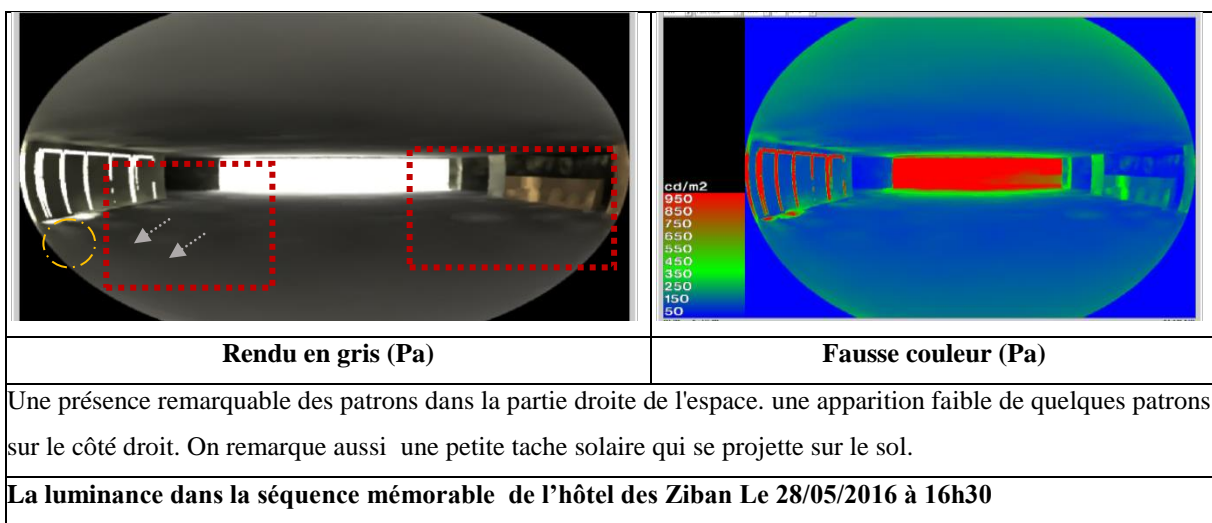 cd/m2
950
850
750
650
550
450
350
250
150
50
Rendu en gris (Pa)
Fausse couleur (Pa)
Une présence remarquable des patrons dans la partie droite de l'espace. une apparition faible de quelques patrons
sur le côté droit. On remarque aussi une petite tache solaire qui se projette sur le sol.
La luminance dans la séquence mémorable de l’hôtel des Ziban Le 28/05/2016 à 16h30